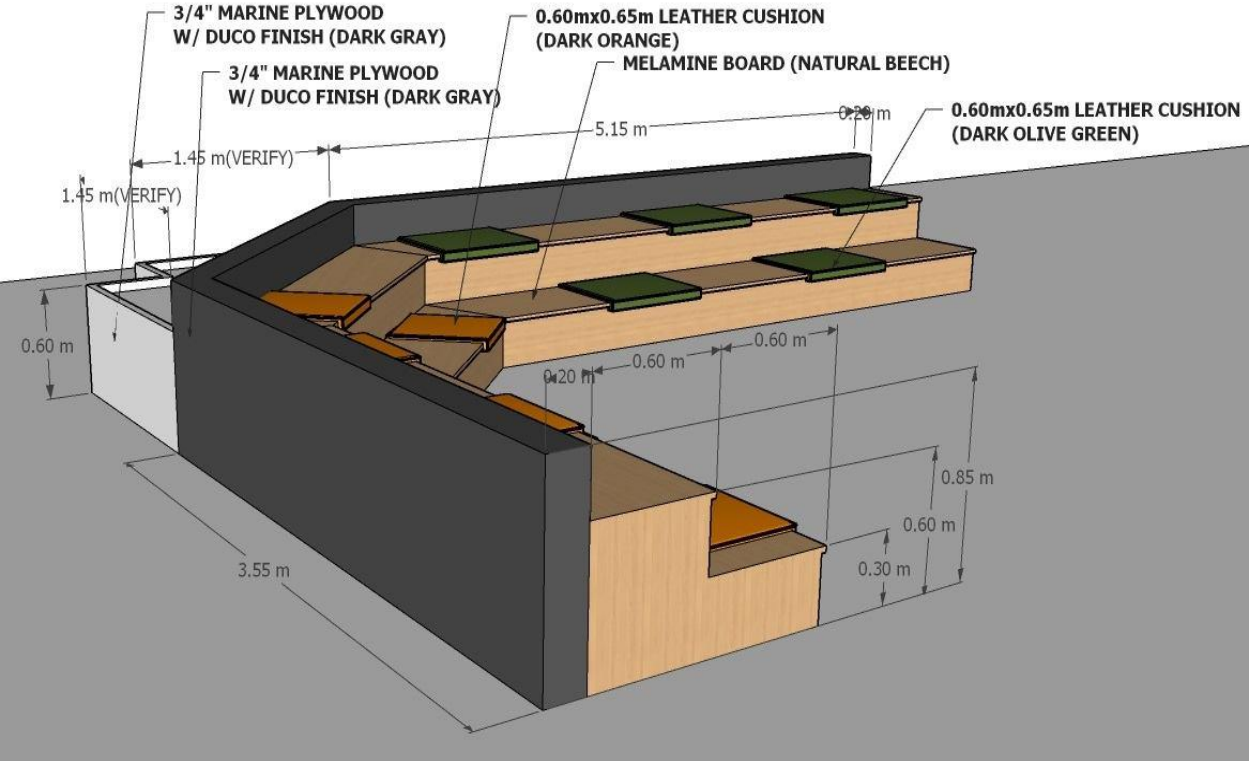 3/4" MARINE PLYWOOD
W/ DUCO FINISH (DARK GRAY)
3/4" MARINE PLYWOOD
W/ DUCO FINISH (DARK GRAY)
0.60mx0.65m LEATHER CUSHION
(DARK ORANGE)
MELAMINE BOARD (NATURAL BEECH)
0.60mx0.65m LEATHER CUSHION
(DARK OLIVE GREEN)
0.20 m
5.15 m
1.45 m(VERIFY)
1.45 m(VERIFY)
0.60 m
0.60 m
0.60 m
0.20 m
0.85 m
0.60 m
0.30 m
3.55 m